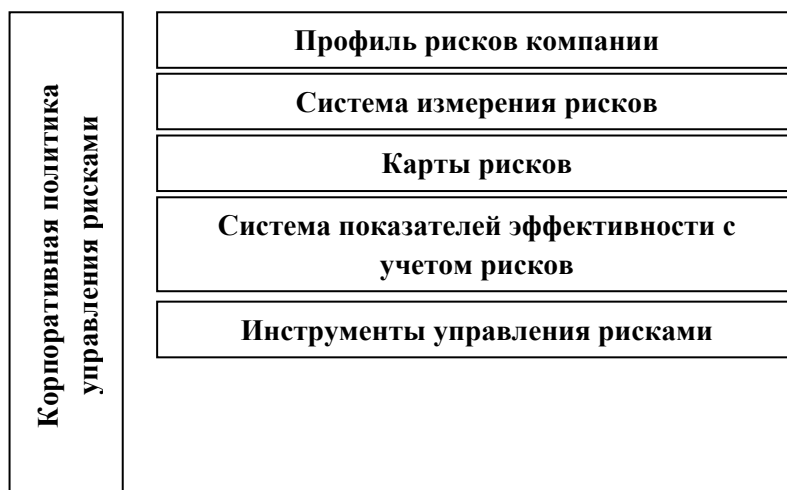 Корпоративная политика
управления рисками
Профиль рисков компании
Система измерения рисков
Карты рисков
Система показателей эффективности с
учетом рисков
Инструменты управления рисками